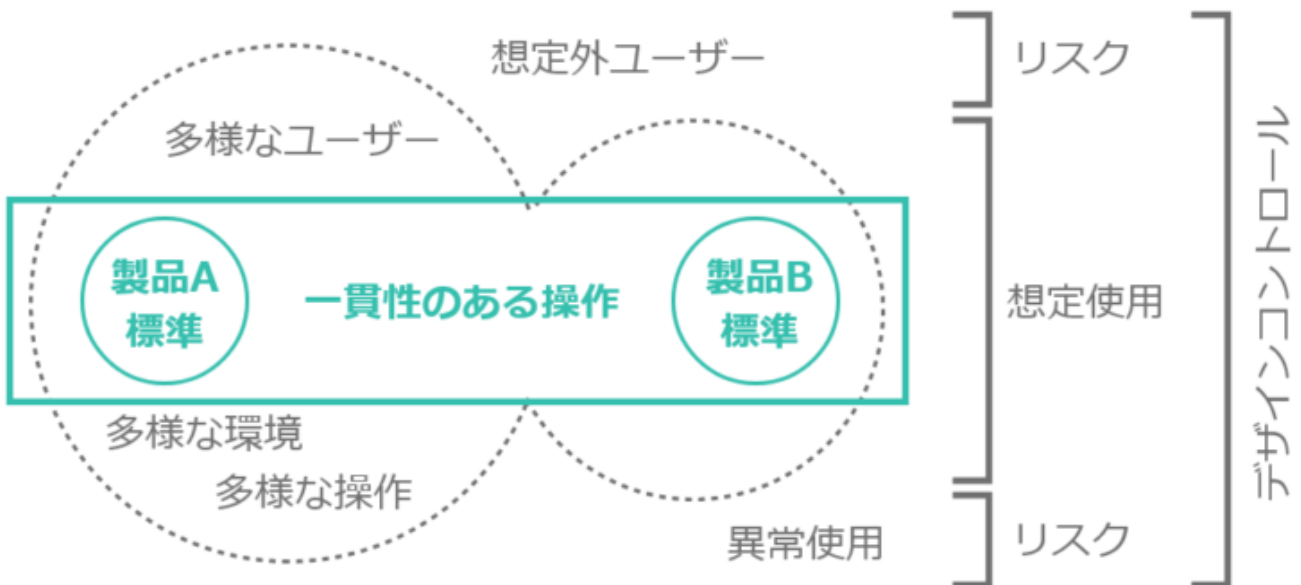 想定外ユーザー
リスク
多様なユーザー
製品A
標準
一貫性のある操作
製品B
標準
想定使用
デザインコントロール
多様な環境
多様な操作
異常使用
リスク